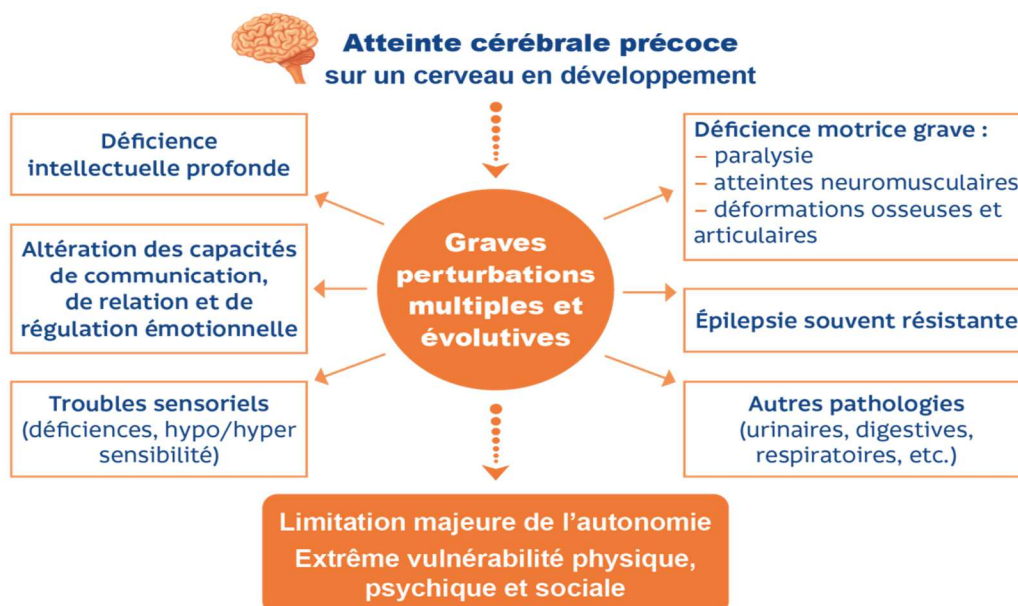 Atteinte cérébrale précoce
sur un cerveau en développement
Déficience
intellectuelle profonde
Altération des capacités
de communication,
de relation et de
régulation émotionnelle
Troubles sensoriels
(déficiences, hypo/hyper
sensibilité)
Graves
perturbations
multiples et
évolutives
Déficience motrice grave :
– paralysie
– atteintes neuromusculaires
– déformations osseuses et
articulaires
Épilepsie souvent résistante
Autres pathologies
(urinaires, digestives,
respiratoires, etc.)
Limitation majeure de l’autonomie
Extrême vulnérabilité physique,
psychique et sociale